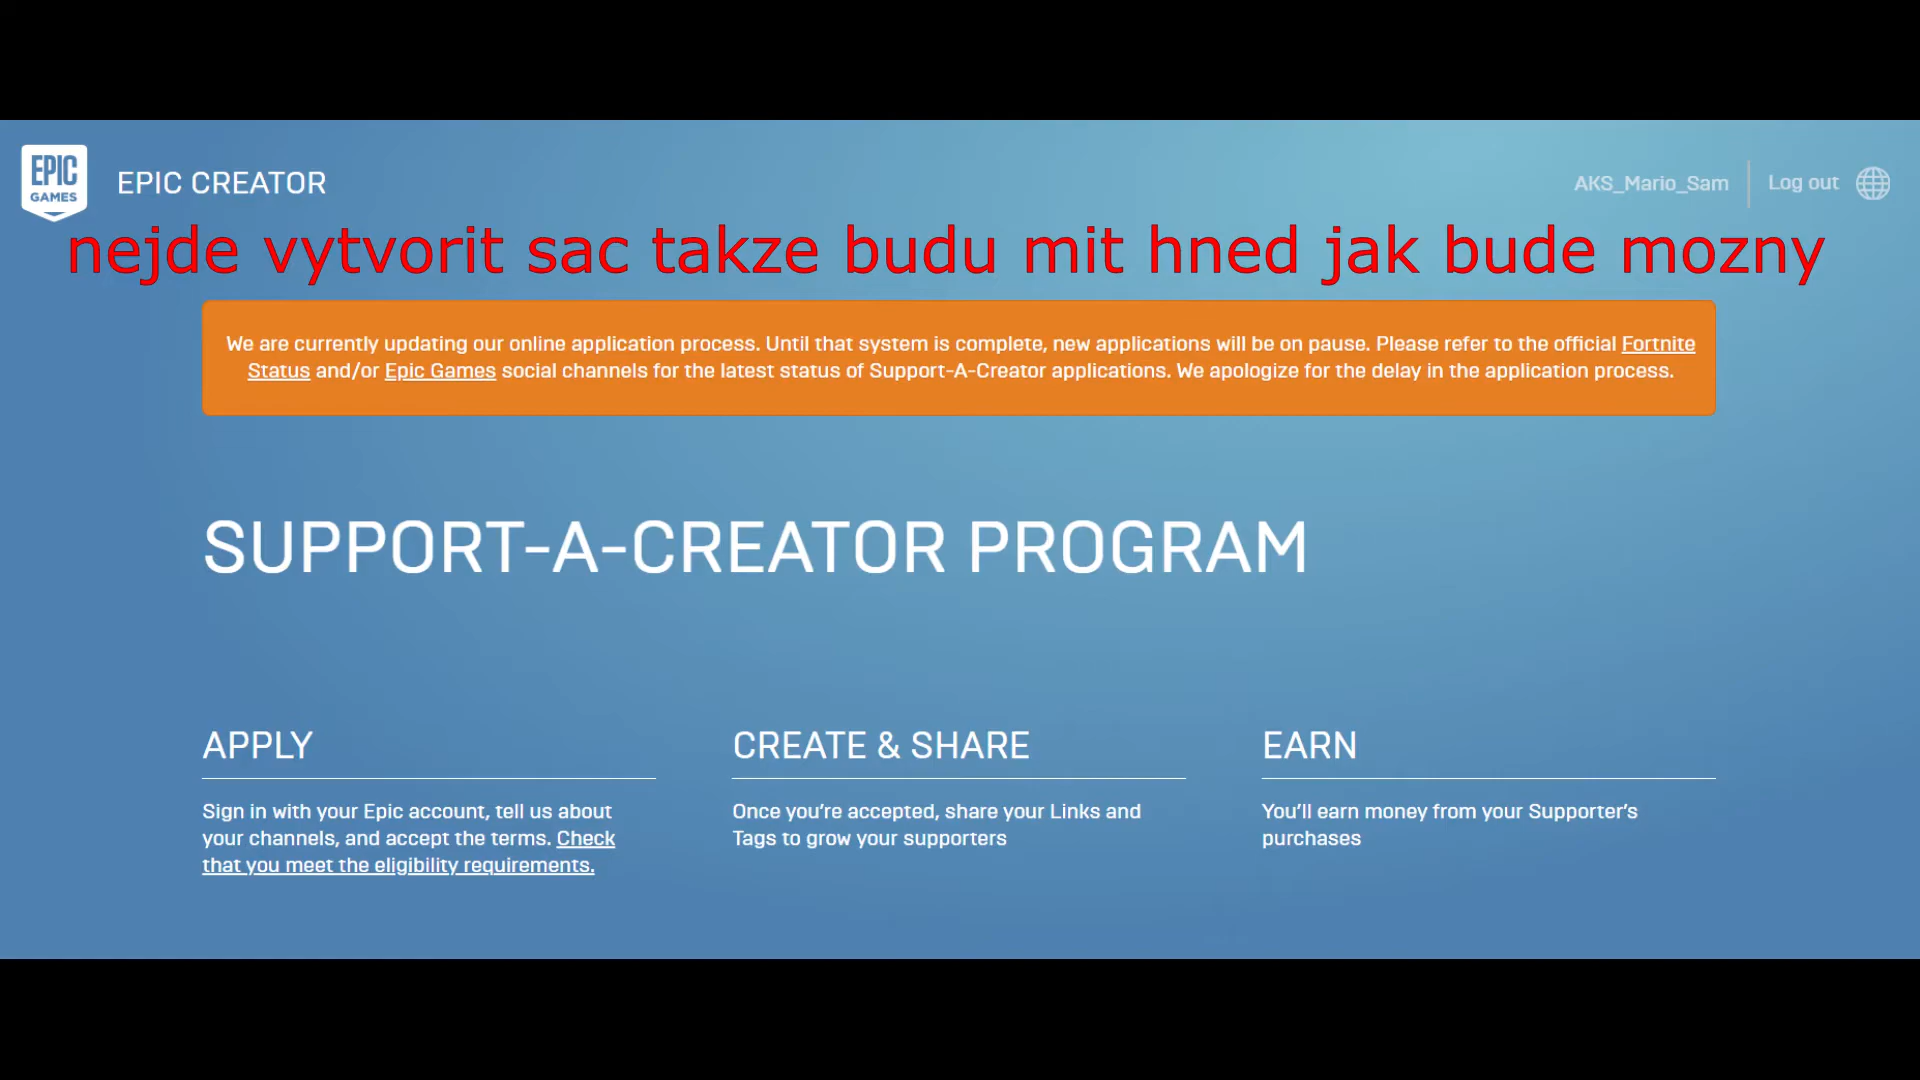 EPIC
GAMES
EPIC CREATOR
AKS_Mario_Sam
Log out
nejde vytvorit sac takze budu mit hned jak bude mozny
We are currently updating our online application process. Until that system is complete, new applications will be on pause. Please refer to the official Fortnite
Status and/or Epic Games social channels for the latest status of Support-A-Creator applications. We apologize for the delay in the application process.
SUPPORT-A-CREATOR PROGRAM
APPLY
Sign in with your Epic account, tell us about
your channels, and accept the terms. Check
that you meet the eligibility requirements.
CREATE & SHARE
Once you’re accepted, share your Links and
Tags to grow your supporters
EARN
You’ll earn money from your Supporter’s
purchases